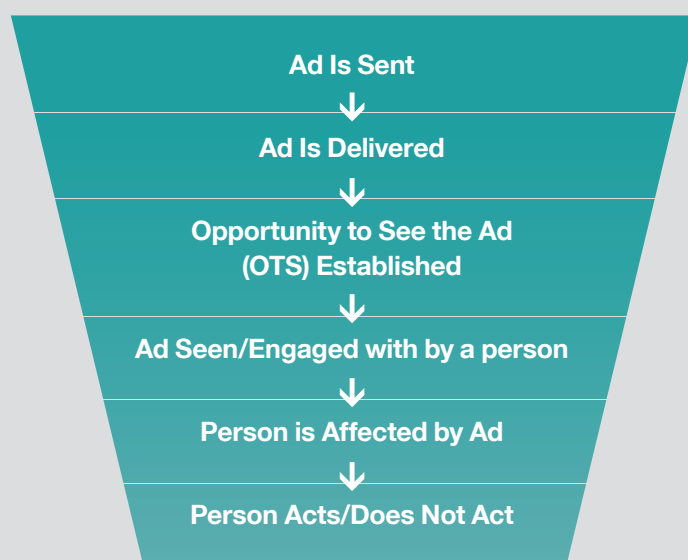 Ad Is Sent
Ad Is Delivered
Opportunity to See the Ad
(OTS) Established
Ad Seen/Engaged with by a person
Person is Affected by Ad
Person Acts/Does Not Act